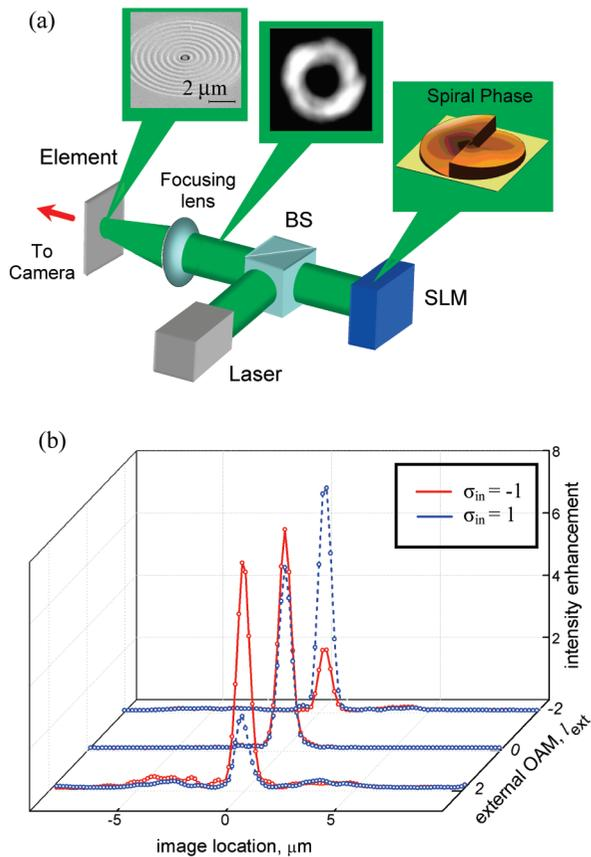 (a)
2 μm
Spiral Phase
Element
Focusing
lens
BS
To
Camera
SLM
Laser
(b)
8
σin = -1
σin = 1
6
4
2
intensity enhancement
-2
0
2
external OAM, lext
-5
0
5
image location, μm